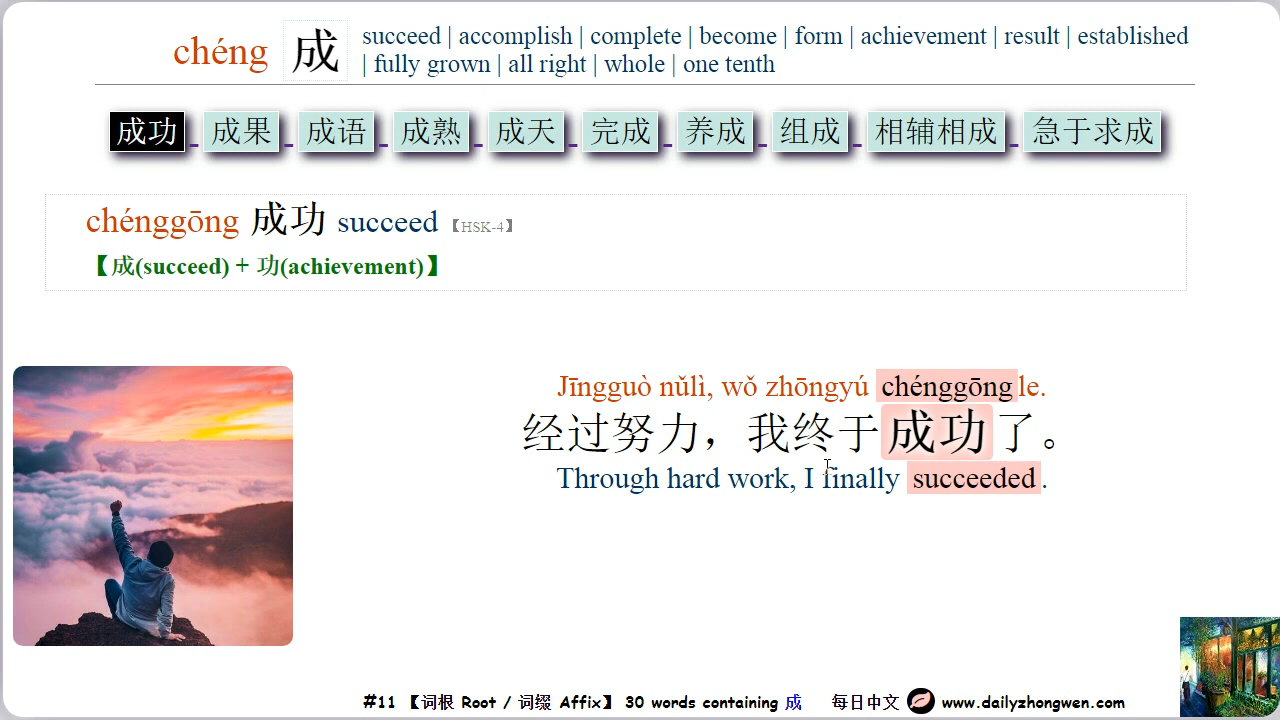 chéng 成 succeed | accomplish | complete | become | form | achievement | result | established
| fully grown | all right | whole | one tenth
成功 成果 成语 成熟 成天 完成 养成 组成 相辅相成 急于求成
chénggōng 成功 succeed 【HSK-4】
【成(succeed) + 功(achievement)】
Jīngguò nǔlì, wǒ zhōngyú chénggōng le.
经过努力，我终于成功了。
Through hard work, I finally succeeded.
#11 【词根 Root / 词缀 Affix】 30 words containing 成 每日中文 www.dailyzhongwen.com